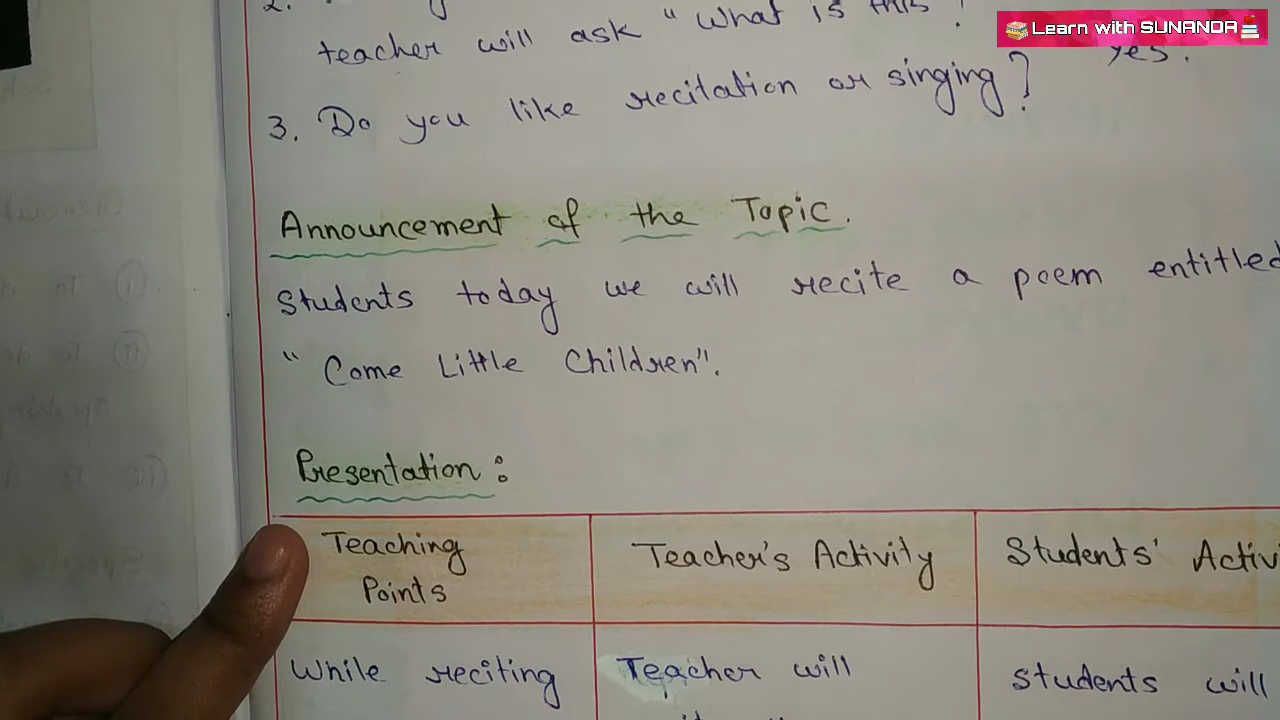 2.
teacher will ask "What is this?
Yes.
3. Do you like recitation or singing?
Announcement of the Topic.
Students today we will recite a poem entitled
"Come Little Children".
Presentation:
Teaching Points
Teacher's Activity
Students' Activi
While reciting
Teacher will
students will
Learn with SUNANDA